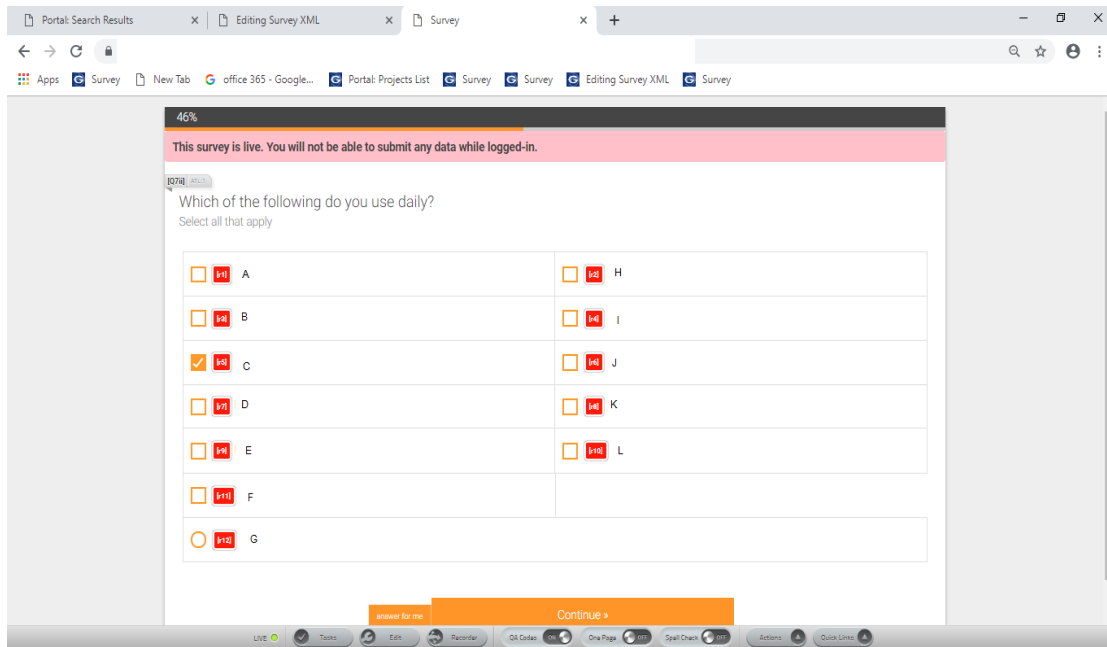 Portal: Search Results
Editing Survey XML
Survey
Apps Survey New Tab office 365 - Google... Portal: Projects List Survey Survey Editing Survey XML Survey
46%
This survey is live. You will not be able to submit any data while logged-in.
[Q7ii]
Which of the following do you use daily?
Select all that apply
[r1] A [r2] H
[r3] B [r4] I
[r5] C [r6] J
[r7] D [r8] K
[r9] E [r10] L
[r11] F
[r12] G
answer for me Continue »
LIVE Tasks Edit Recorder QA Codes ON One Page OFF Spell Check OFF Actions Quick Links